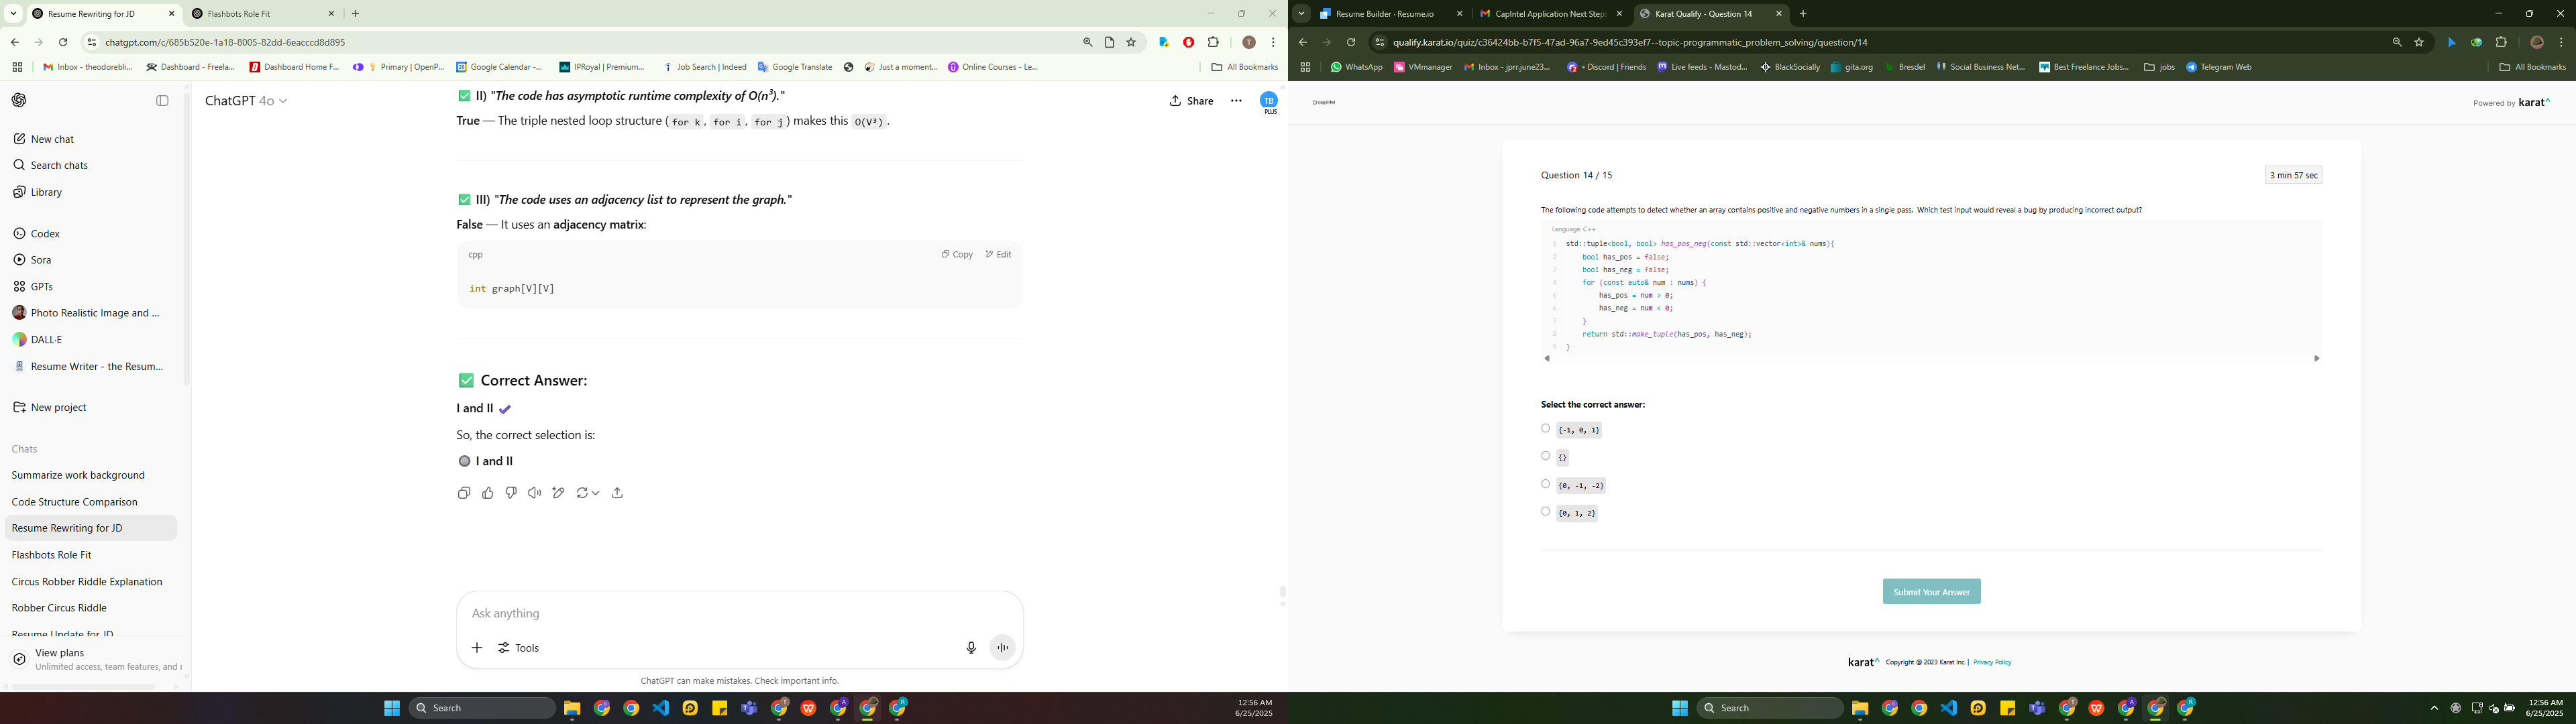 Resume Rewriting for JD
Flashbots Role Fit
chatgpt.com/c/685b520e-1a18-8005-82dd-6eacccd8d895
Inbox - theodorebli...
Dashboard - Freela...
Dashboard Home F...
Primary | OpenP...
Google Calendar -...
IPRoyal | Premium...
Job Search | Indeed
Google Translate
Just a moment...
Online Courses - Le...
All Bookmarks
ChatGPT 4o
Share
TB
PLUS
New chat
Search chats
Library
Codex
Sora
GPTs
Photo Realistic Image and ...
DALL·E
Resume Writer - the Resum...
New project
Chats
Summarize work background
Code Structure Comparison
Resume Rewriting for JD
Flashbots Role Fit
Circus Robber Riddle Explanation
Robber Circus Riddle
Resume Update for JD
View plans
Unlimited access, team features, and
✅ II) "The code has asymptotic runtime complexity of O(n³)."
True — The triple nested loop structure ( for k, for i, for j ) makes this O(V³).
✅ III) "The code uses an adjacency list to represent the graph."
False — It uses an adjacency matrix:
cpp
Copy
Edit
int graph[V][V]
✅ Correct Answer:
I and II ✔
So, the correct selection is:
🔘 I and II
Ask anything
Tools
ChatGPT can make mistakes. Check important info.
Search
12:56 AM
6/25/2025
Resume Builder · Resume.io
CapIntel Application Next Steps
Karat Qualify - Question 14
qualify.karat.io/quiz/c36424bb-b7f5-47ad-96a7-9ed45c393ef7--topic-programmatic_problem_solving/question/14
WhatsApp
VMmanager
Inbox - jprr.june23...
• Discord | Friends
Live feeds - Mastod...
BlackSocially
gita.org
Bresdel
Social Business Net...
Best Freelance Jobs...
jobs
Telegram Web
All Bookmarks
Powered by karat^
Question 14 / 15
3 min 57 sec
The following code attempts to detect whether an array contains positive and negative numbers in a single pass. Which test input would reveal a bug by producing incorrect output?
Language: C++
1 std::tuple<bool, bool> has_pos_neg(const std::vector<int>& nums){
2 bool has_pos = false;
3 bool has_neg = false;
4 for (const auto& num : nums) {
5 has_pos = num > 0;
6 has_neg = num < 0;
7 }
8 return std::make_tuple(has_pos, has_neg);
9 }
Select the correct answer:
{-1, 0, 1}
{}
{0, -1, -2}
{0, 1, 2}
Submit Your Answer
karat^ Copyright © 2023 Karat Inc. | Privacy Policy
Search
12:56 AM
6/25/2025